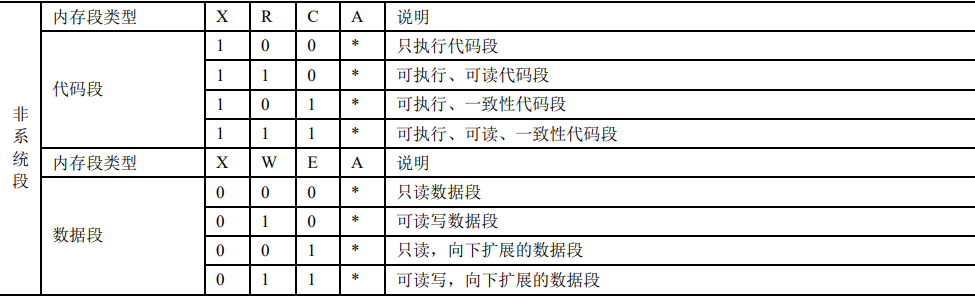 内存段类型 X R C A 说明
1 0 0 * 只执行代码段
1 1 0 * 可执行、可读代码段
代码段
1 0 1 * 可执行、一致性代码段
1 1 1 * 可执行、可读、一致性代码段
非系统段
内存段类型 X W E A 说明
0 0 0 * 只读数据段
0 1 0 * 可读写数据段
数据段
0 0 1 * 只读，向下扩展的数据段
0 1 1 * 可读写，向下扩展的数据段